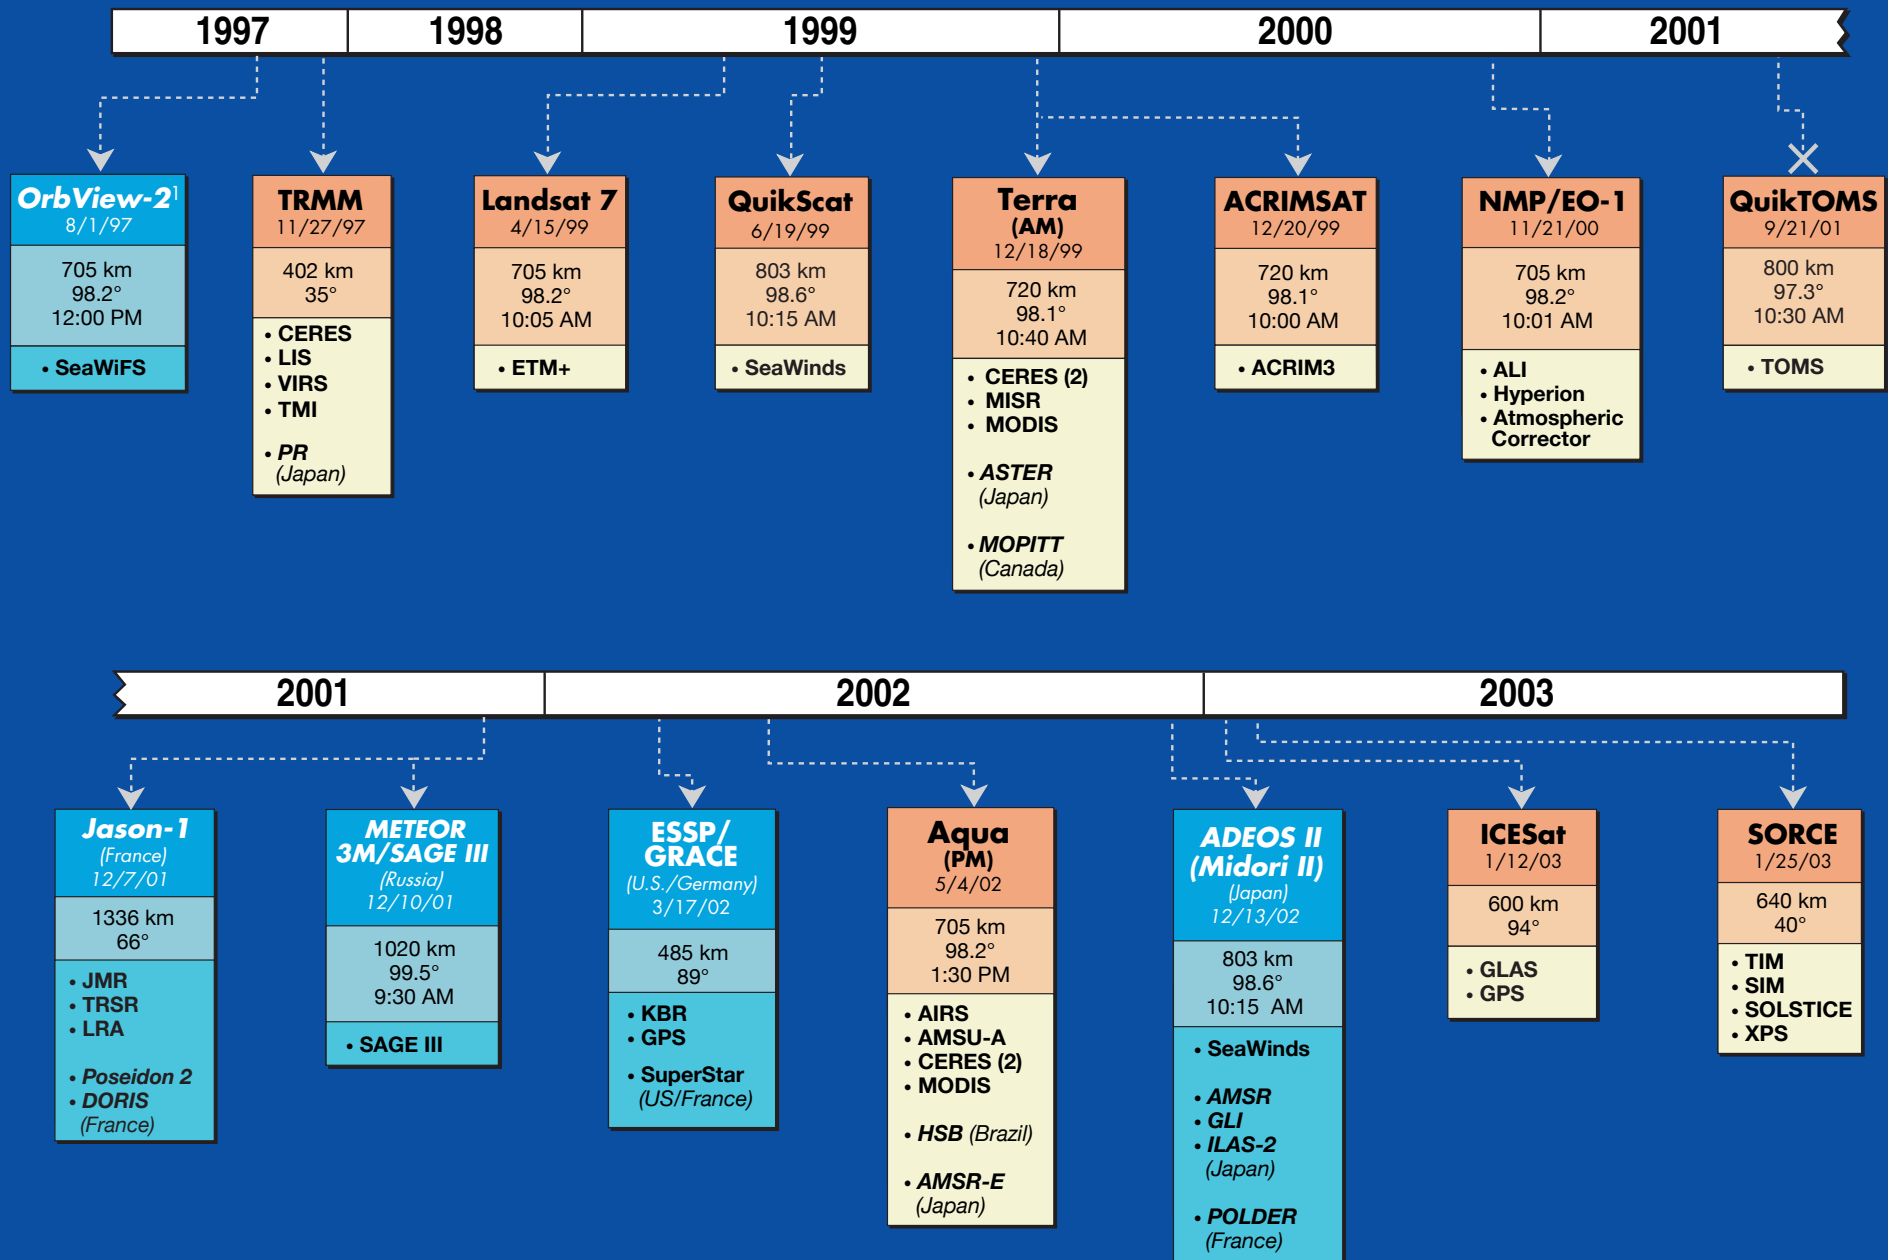 1997
1998
1999
2000
2001
OrbView-2¹
8/1/97
705 km
98.2°
12:00 PM
• SeaWiFS
TRMM
11/27/97
402 km
35°
• CERES
• LIS
• VIRS
• TMI
• PR
(Japan)
Landsat 7
4/15/99
705 km
98.2°
10:05 AM
• ETM+
QuikScat
6/19/99
803 km
98.6°
10:15 AM
• SeaWinds
Terra
(AM)
12/18/99
720 km
98.1°
10:40 AM
• CERES (2)
• MISR
• MODIS
• ASTER
(Japan)
• MOPITT
(Canada)
ACRIMSAT
12/20/99
720 km
98.1°
10:00 AM
• ACRIM3
NMP/EO-1
11/21/00
705 km
98.2°
10:01 AM
• ALI
• Hyperion
• Atmospheric
Corrector
QuikTOMS
9/21/01
800 km
97.3°
10:30 AM
• TOMS
2001
2002
2003
Jason-1
(France)
12/7/01
1336 km
66°
• JMR
• TRSR
• LRA
• Poseidon 2
• DORIS
(France)
METEOR
3M/SAGE III
(Russia)
12/10/01
1020 km
99.5°
9:30 AM
• SAGE III
ESSP/
GRACE
(U.S./Germany)
3/17/02
485 km
89°
• KBR
• GPS
• SuperStar
(US/France)
Aqua
(PM)
5/4/02
705 km
98.2°
1:30 PM
• AIRS
• AMSU-A
• CERES (2)
• MODIS
• HSB (Brazil)
• AMSR-E
(Japan)
ADEOS II
(Midori II)
(Japan)
12/13/02
803 km
98.6°
10:15 AM
• SeaWinds
• AMSR
• GLI
• ILAS-2
(Japan)
• POLDER
(France)
ICESat
1/12/03
600 km
94°
• GLAS
• GPS
SORCE
1/25/03
640 km
40°
• TIM
• SIM
• SOLSTICE
• XPS